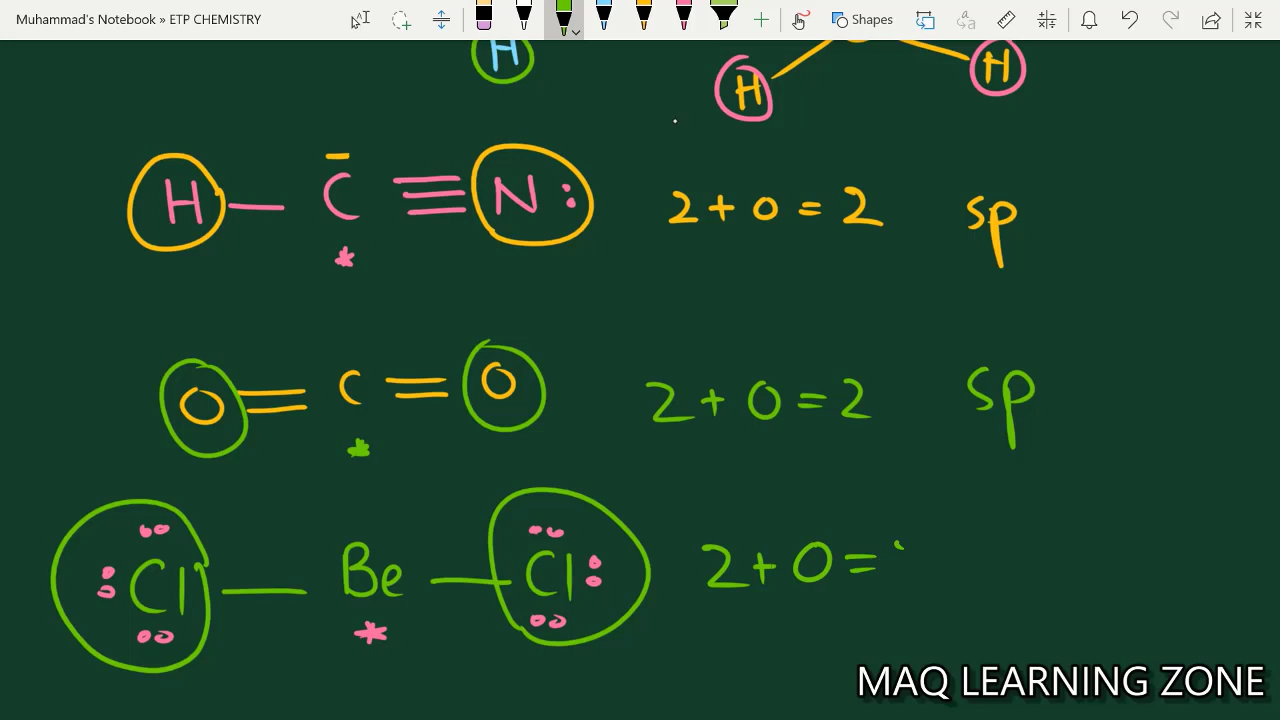 Muhammad's Notebook » ETP CHEMISTRY
Shapes
H
H H
H — C ≡ N : 2 + 0 = 2 sp
*
O = C = O 2 + 0 = 2 sp
*
Cl — Be — Cl 2 + 0 =
*
MAQ LEARNING ZONE